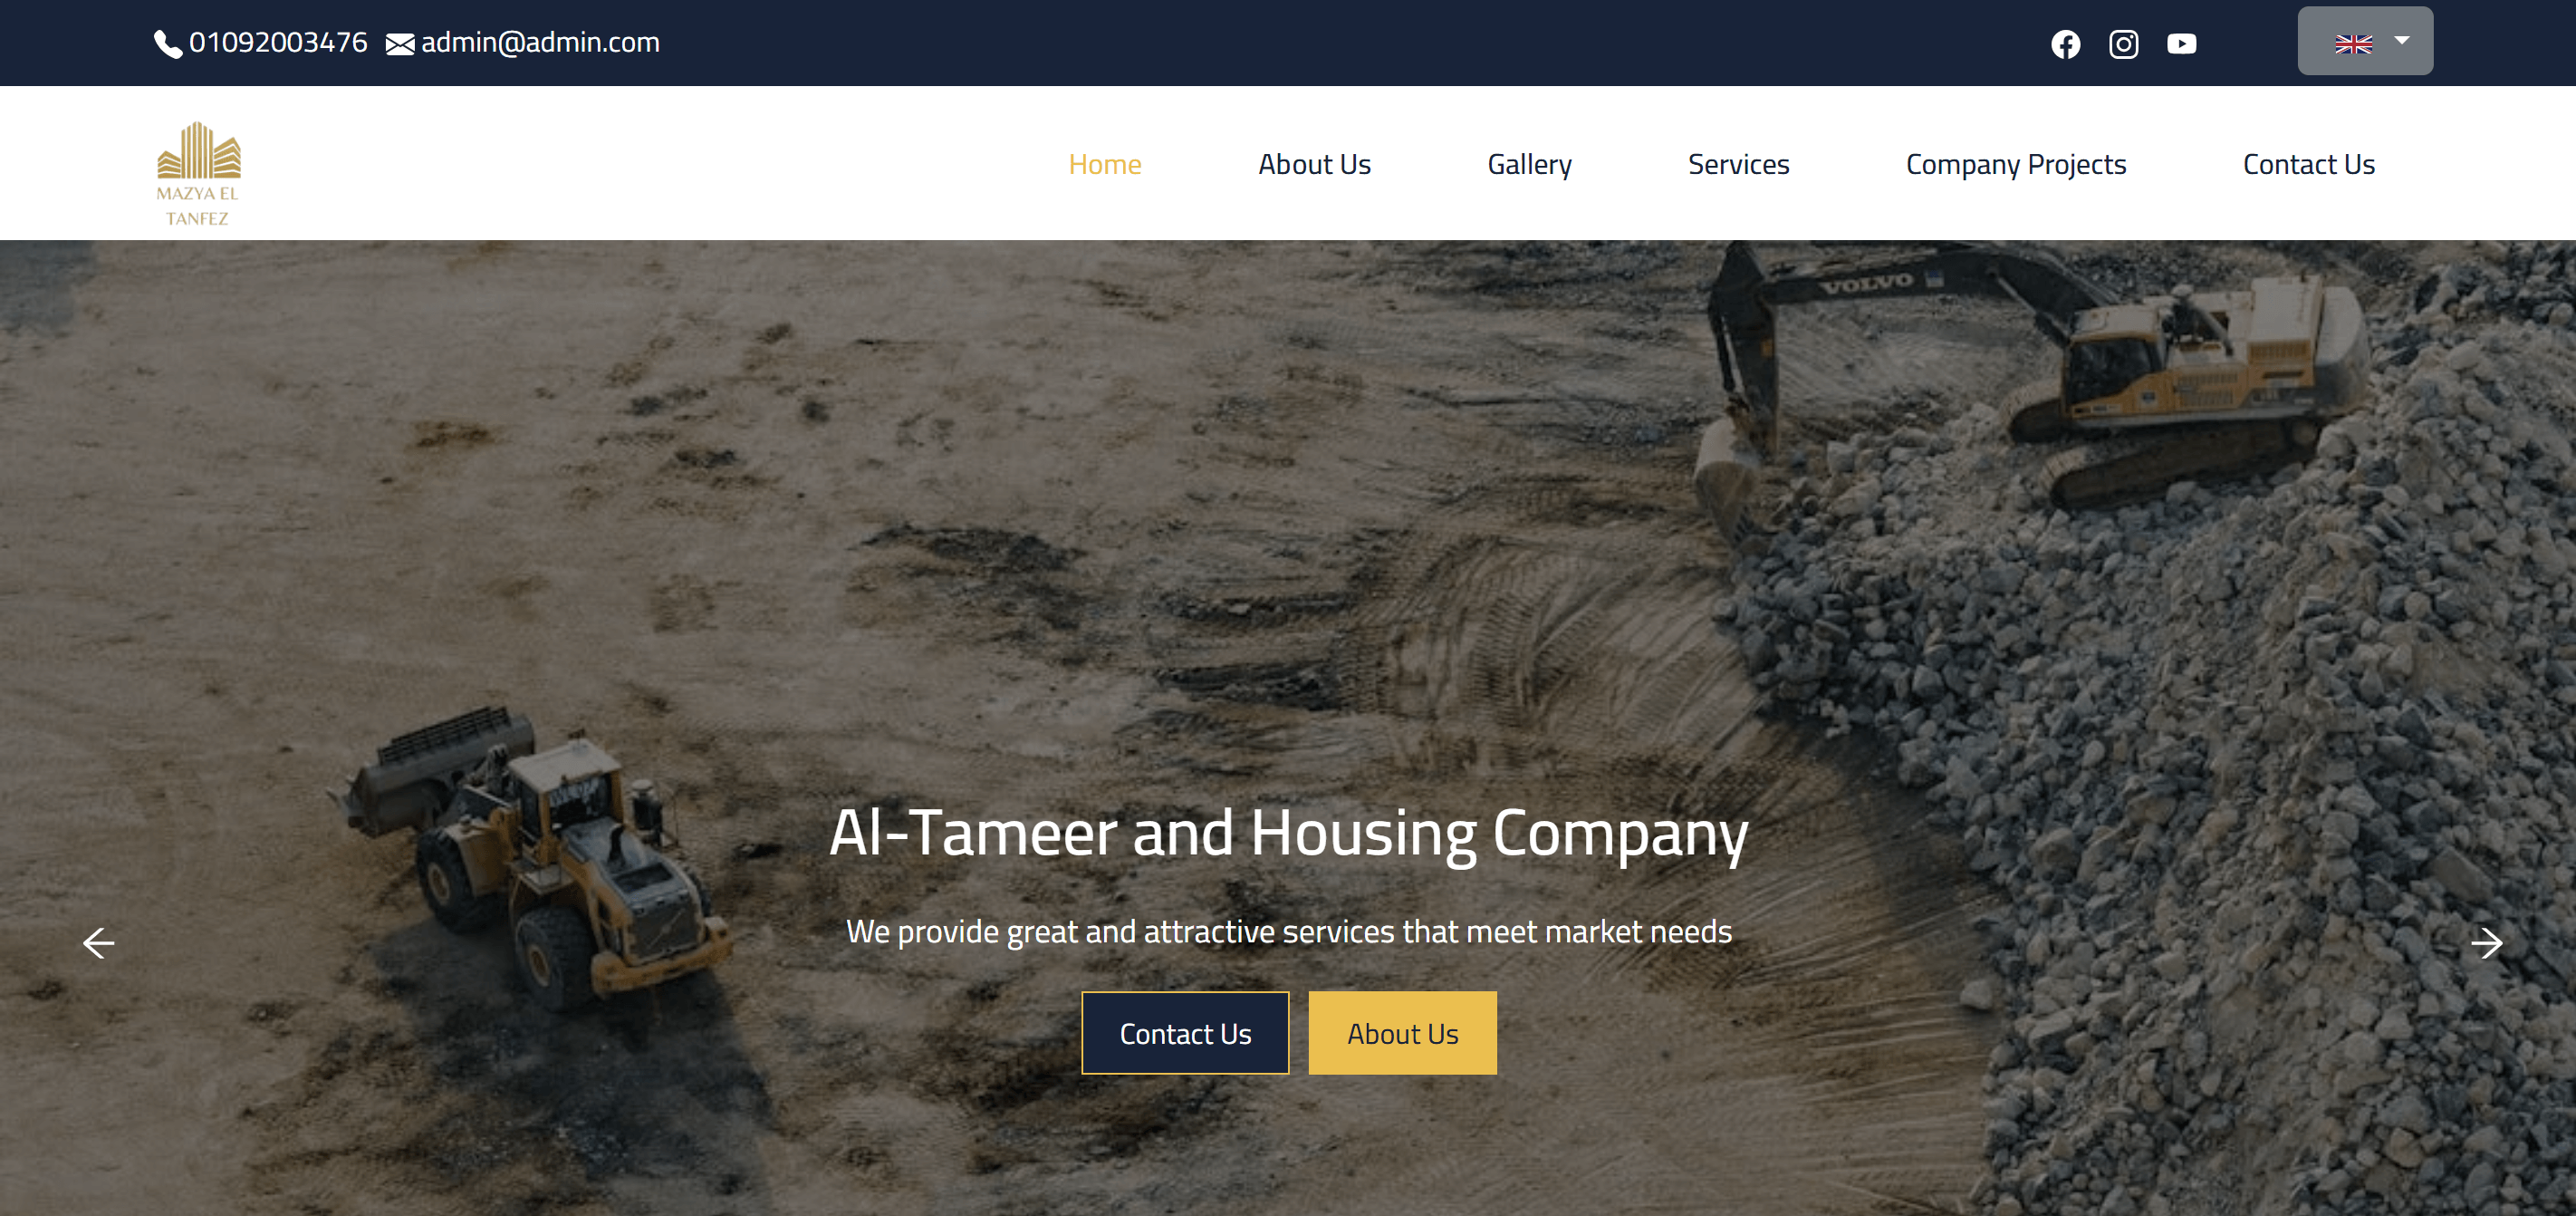 01092003476 admin@admin.com
MAZYA EL
TANFEZ
Home About Us Gallery Services Company Projects Contact Us
VOLVO
Al-Tameer and Housing Company
We provide great and attractive services that meet market needs
Contact Us About Us